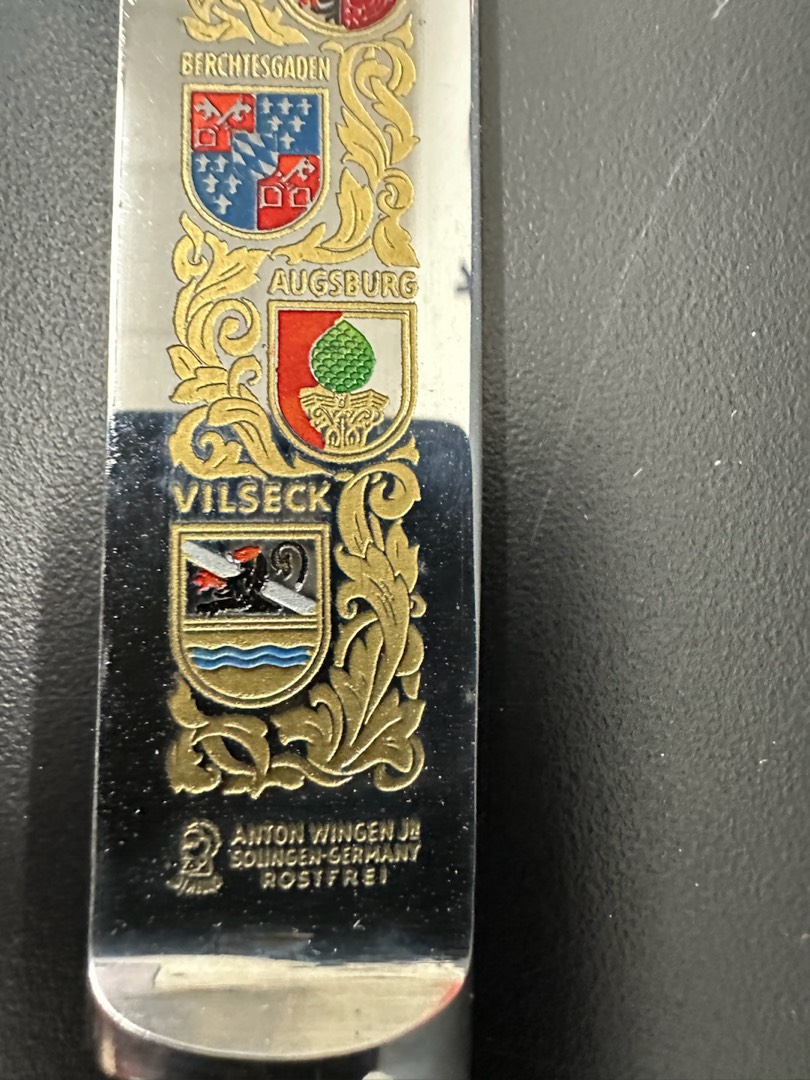 BERCHTESGADEN
AUGSBURG
VILSECK
ANTON WINGEN JR
SOLINGEN-GERMANY
ROSTFREI